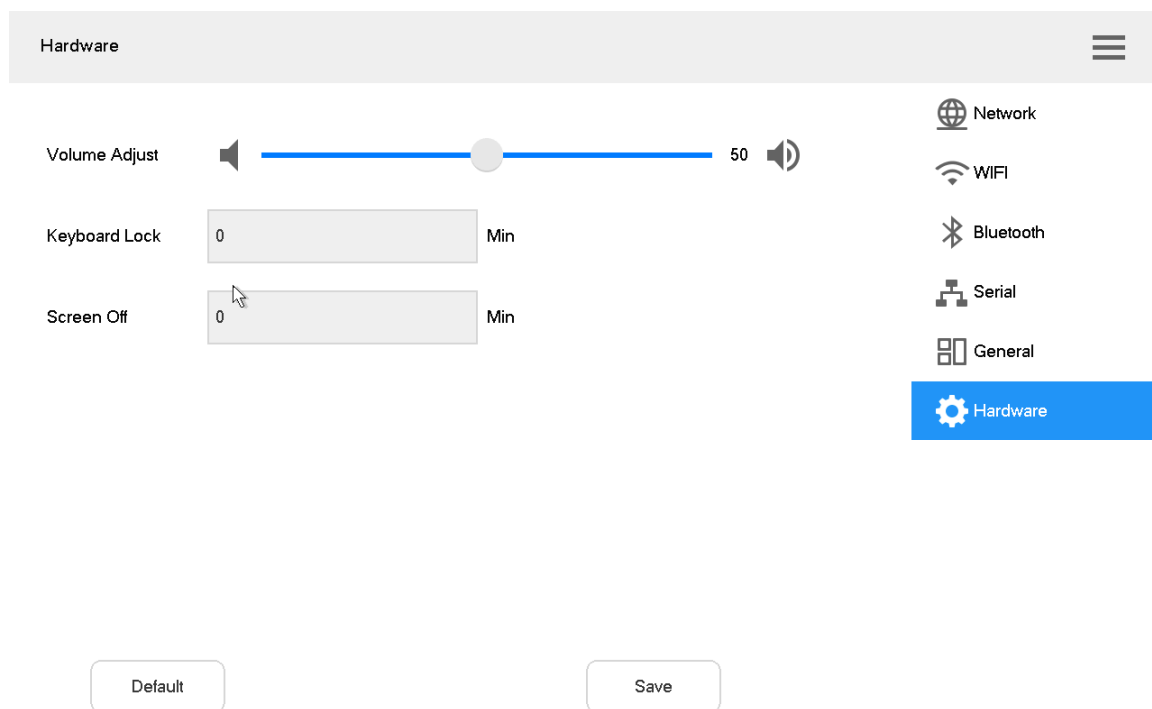 Hardware
Volume Adjust 50
Keyboard Lock 0 Min
Screen Off 0 Min
Network
WIFI
Bluetooth
Serial
General
Hardware
Default Save